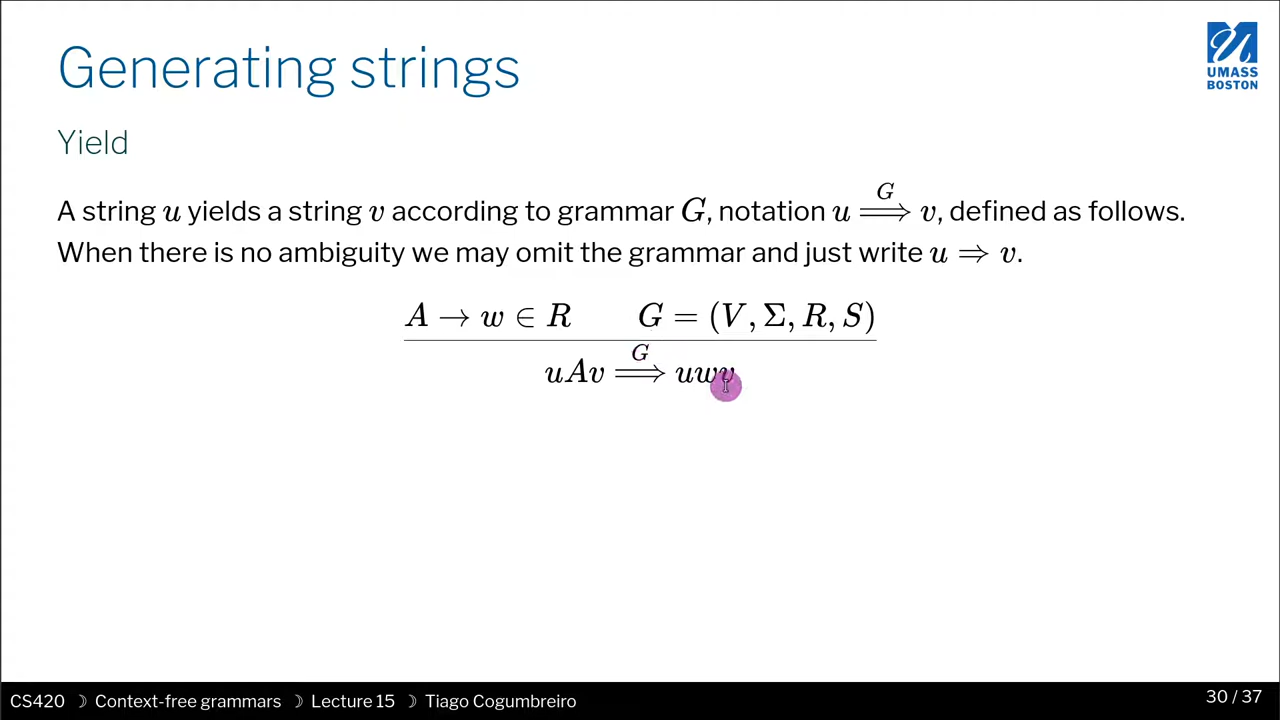 Generating strings
UMASS
BOSTON
Yield
A string u yields a string v according to grammar G, notation u \xRightarrow{G} v, defined as follows.
When there is no ambiguity we may omit the grammar and just write u ⇒ v.
A → w ∈ R G = (V, Σ, R, S)
uAv \xRightarrow{G} uwv
CS420 ☽ Context-free grammars ☽ Lecture 15 ☽ Tiago Cogumbreiro
30 / 37